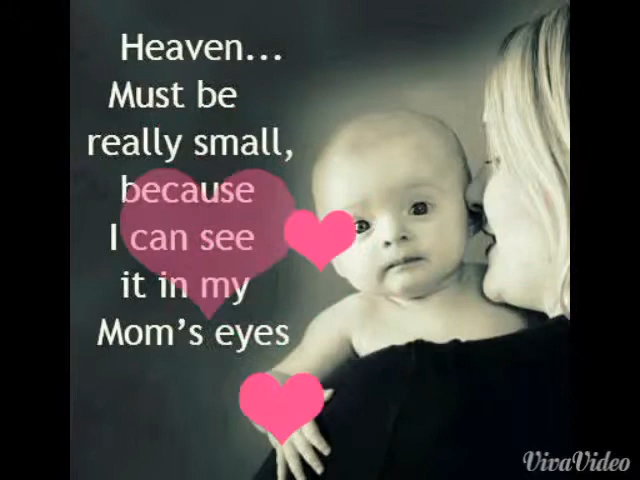 Heaven...
Must be
really small,
because
I can see
it in my
Mom's eyes
VivaVideo